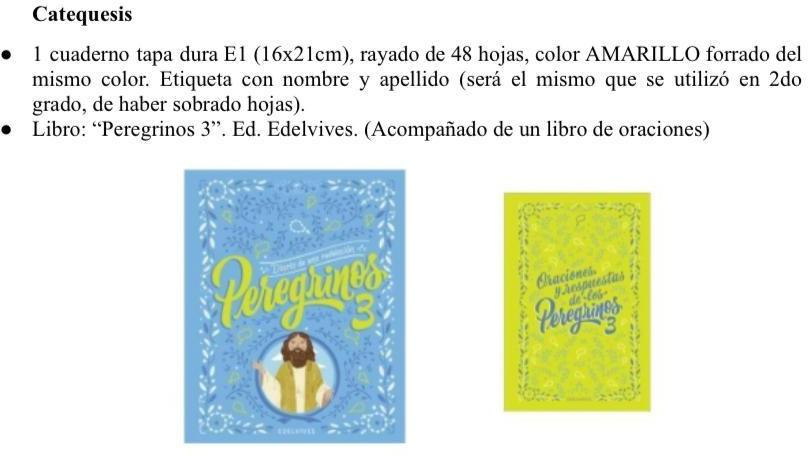 Catequesis
● 1 cuaderno tapa dura E1 (16x21cm), rayado de 48 hojas, color AMARILLO forrado del
mismo color. Etiqueta con nombre y apellido (será el mismo que se utilizó en 2do
grado, de haber sobrado hojas).
● Libro: “Peregrinos 3”. Ed. Edelvives. (Acompañado de un libro de oraciones)
Diario de una
Peregrinos
3
EDELVIVES
Oraciones
y respuestas
de los
Peregrinos
3
EDELVIVES